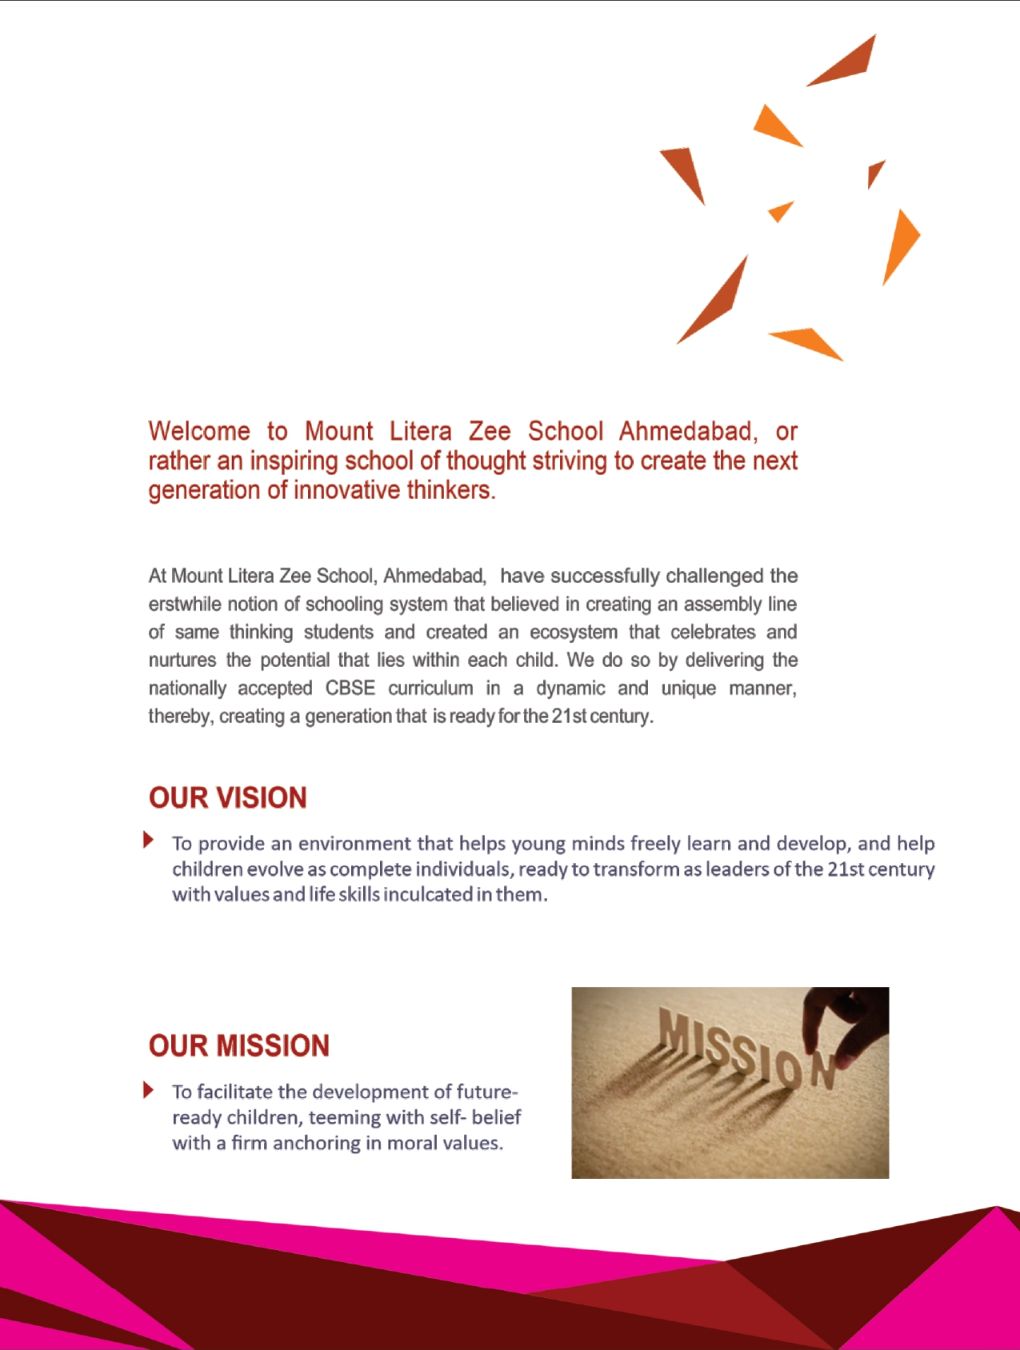 Welcome to Mount Litera Zee School Ahmedabad, or
rather an inspiring school of thought striving to create the next
generation of innovative thinkers.
At Mount Litera Zee School, Ahmedabad, have successfully challenged the
erstwhile notion of schooling system that believed in creating an assembly line
of same thinking students and created an ecosystem that celebrates and
nurtures the potential that lies within each child. We do so by delivering the
nationally accepted CBSE curriculum in a dynamic and unique manner,
thereby, creating a generation that is ready for the 21st century.
OUR VISION
To provide an environment that helps young minds freely learn and develop, and help
children evolve as complete individuals, ready to transform as leaders of the 21st century
with values and life skills inculcated in them.
OUR MISSION
To facilitate the development of future-
ready children, teeming with self- belief
with a firm anchoring in moral values.
MISSION